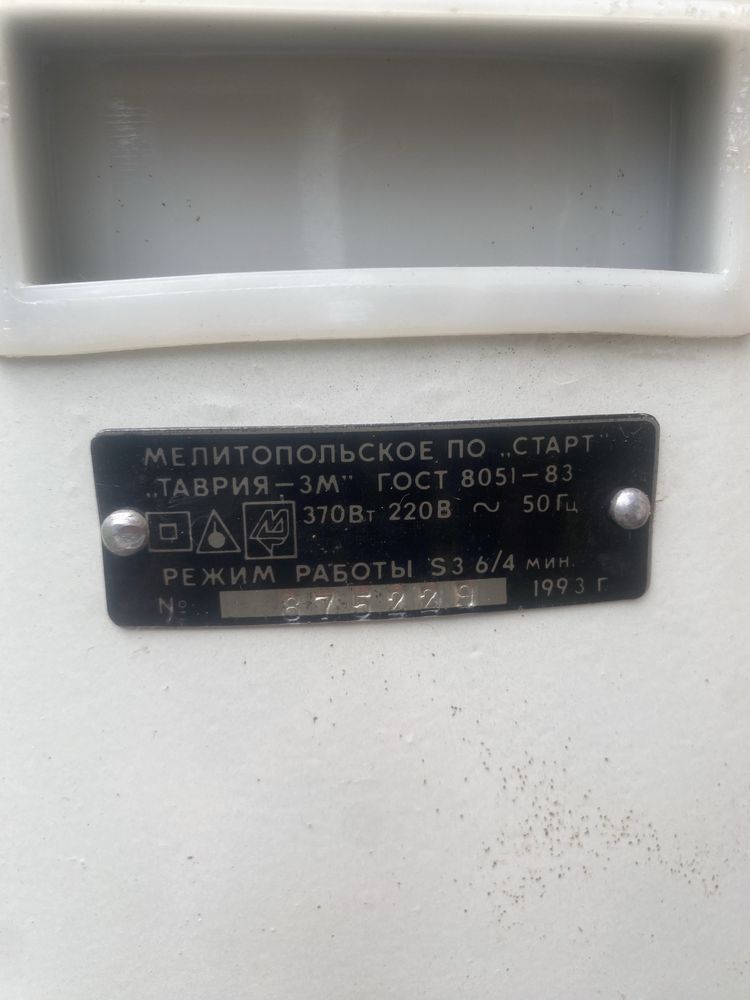 МЕЛИТОПОЛЬСКОЕ ПО „СТАРТ"
„ТАВРИЯ-3М" ГОСТ 8051-83
370Вт 220В ~ 50Гц
РЕЖИМ РАБОТЫ S3 6/4 МИН.
№ 875229 1993 Г.